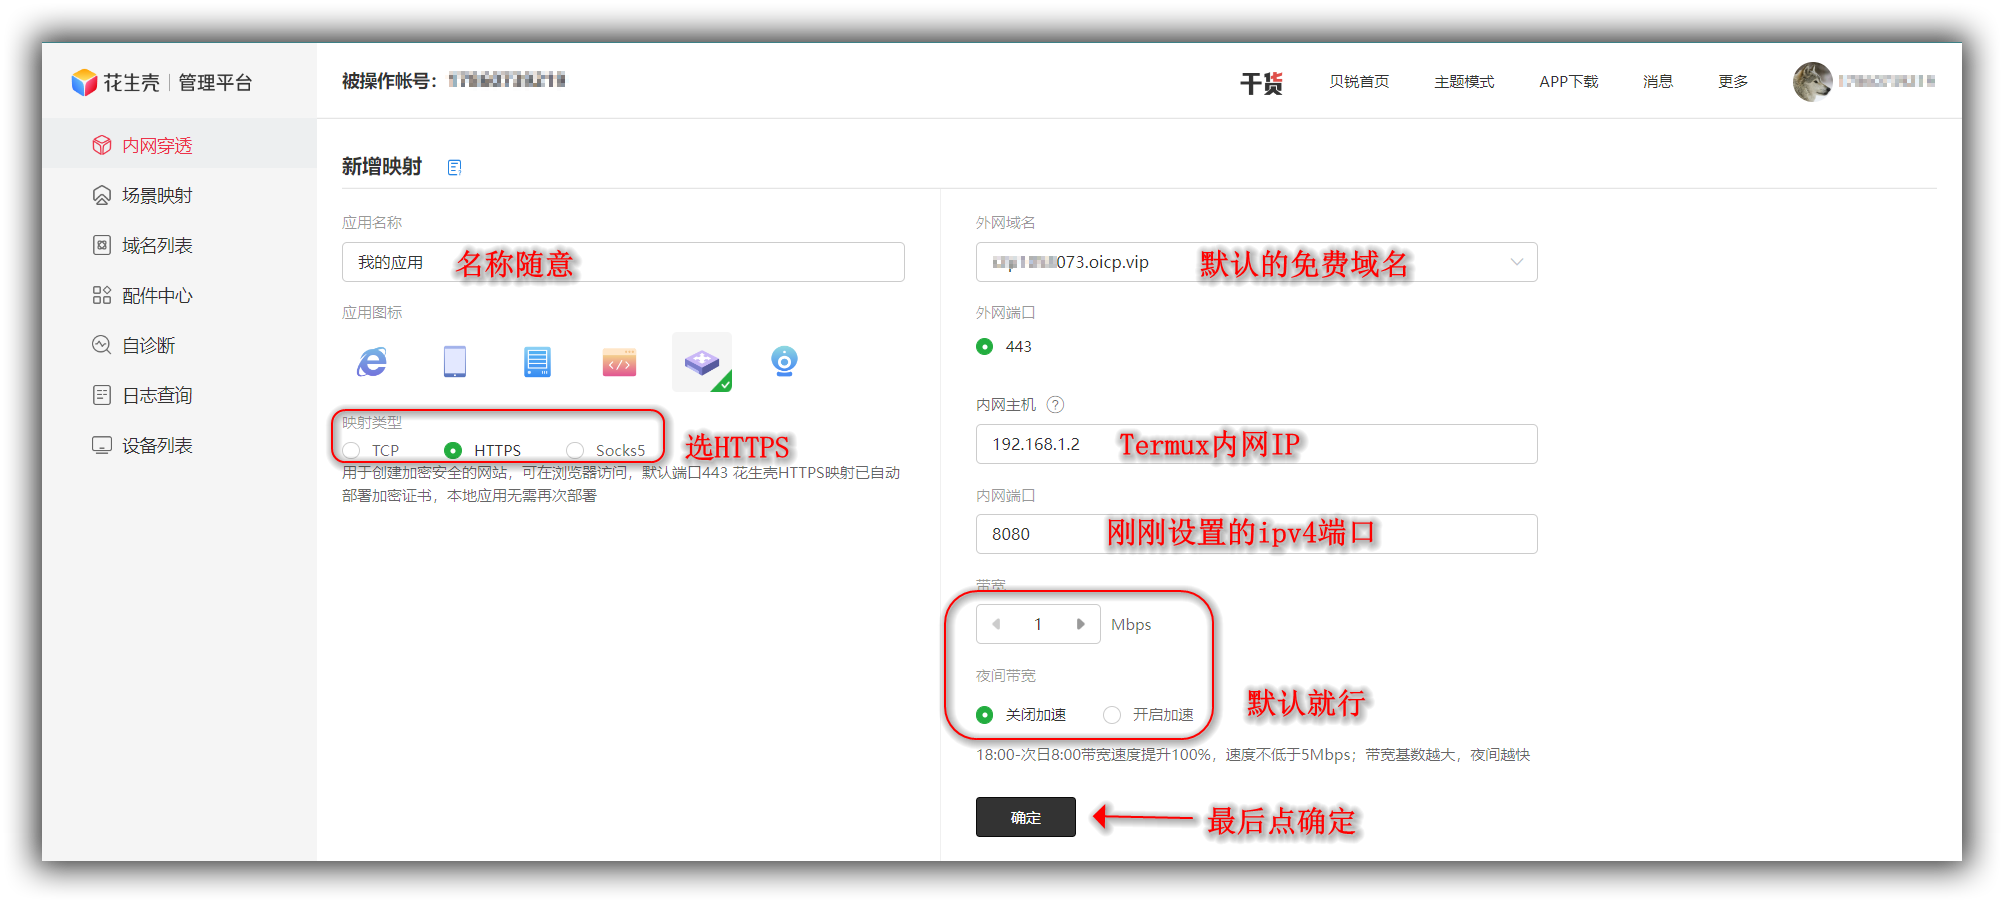 花生壳 | 管理平台
被操作帐号：
干货
贝锐首页
主题模式
APP下载
消息
更多
内网穿透
场景映射
域名列表
配件中心
自诊断
日志查询
设备列表
新增映射
应用名称
我的应用
名称随意
应用图标
映射类型
TCP
HTTPS
Socks5
选HTTPS
用于创建加密安全的网站，可在浏览器访问，默认端口443 花生壳HTTPS映射已自动
部署加密证书，本地应用无需再次部署
外网域名
073.oicp.vip
默认的免费域名
外网端口
443
内网主机 ?
192.168.1.2
Termux内网IP
内网端口
8080
刚刚设置的ipv4端口
带宽
1
Mbps
夜间带宽
关闭加速
开启加速
默认就行
18:00-次日8:00带宽速度提升100%，速度不低于5Mbps；带宽基数越大，夜间越快
确定
最后点确定